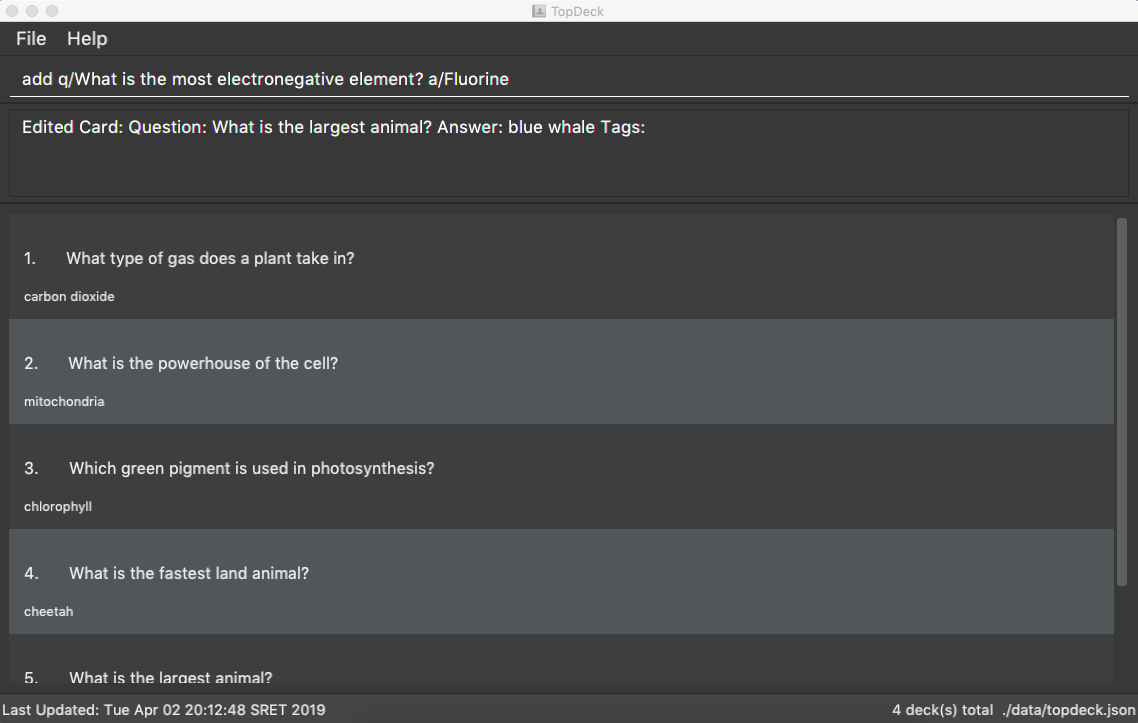 TopDeck
File Help
add q/What is the most electronegative element? a/Fluorine
Edited Card: Question: What is the largest animal? Answer: blue whale Tags:
1. What type of gas does a plant take in?
carbon dioxide
2. What is the powerhouse of the cell?
mitochondria
3. Which green pigment is used in photosynthesis?
chlorophyll
4. What is the fastest land animal?
cheetah
5. What is the largest animal?
Last Updated: Tue Apr 02 20:12:48 SRET 2019 4 deck(s) total ./data/topdeck.json